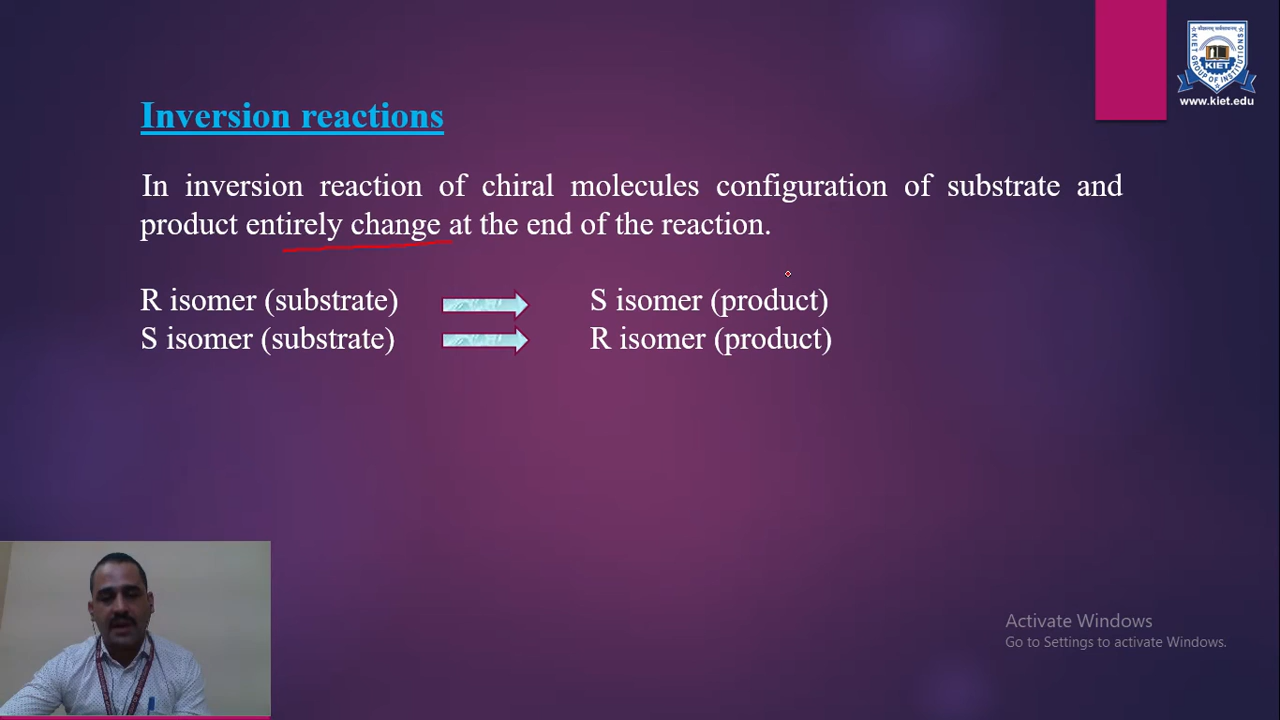 KIET
KIET GROUP OF INSTITUTIONS
www.kiet.edu
Inversion reactions
In inversion reaction of chiral molecules configuration of substrate and
product entirely change at the end of the reaction.
R isomer (substrate) S isomer (product)
S isomer (substrate) R isomer (product)
Activate Windows
Go to Settings to activate Windows.